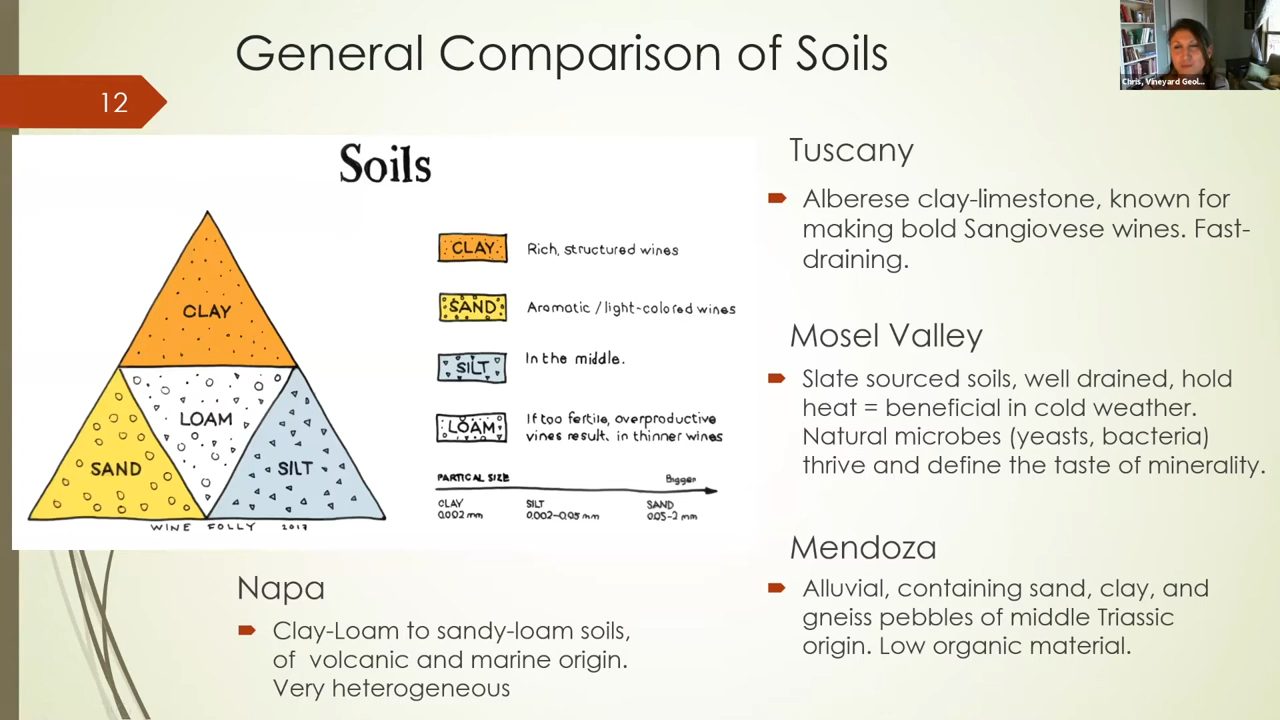 General Comparison of Soils
Chris, Vineyard Geol...
12
Soils
CLAY
LOAM
SAND
SILT
WINE FOLLY 2017
CLAY Rich, structured wines
SAND Aromatic / light-colored wines
SILT In the middle.
LOAM If too fertile, overproductive
vines result in thinner wines
PARTICAL SIZE Bigger
CLAY SILT SAND
0.002 mm 0.002-0.05 mm 0.05-2 mm
Tuscany
Alberese clay-limestone, known for
making bold Sangiovese wines. Fast-
draining.
Mosel Valley
Slate sourced soils, well drained, hold
heat = beneficial in cold weather.
Natural microbes (yeasts, bacteria)
thrive and define the taste of minerality.
Mendoza
Alluvial, containing sand, clay, and
gneiss pebbles of middle Triassic
origin. Low organic material.
Napa
Clay-Loam to sandy-loam soils,
of volcanic and marine origin.
Very heterogeneous